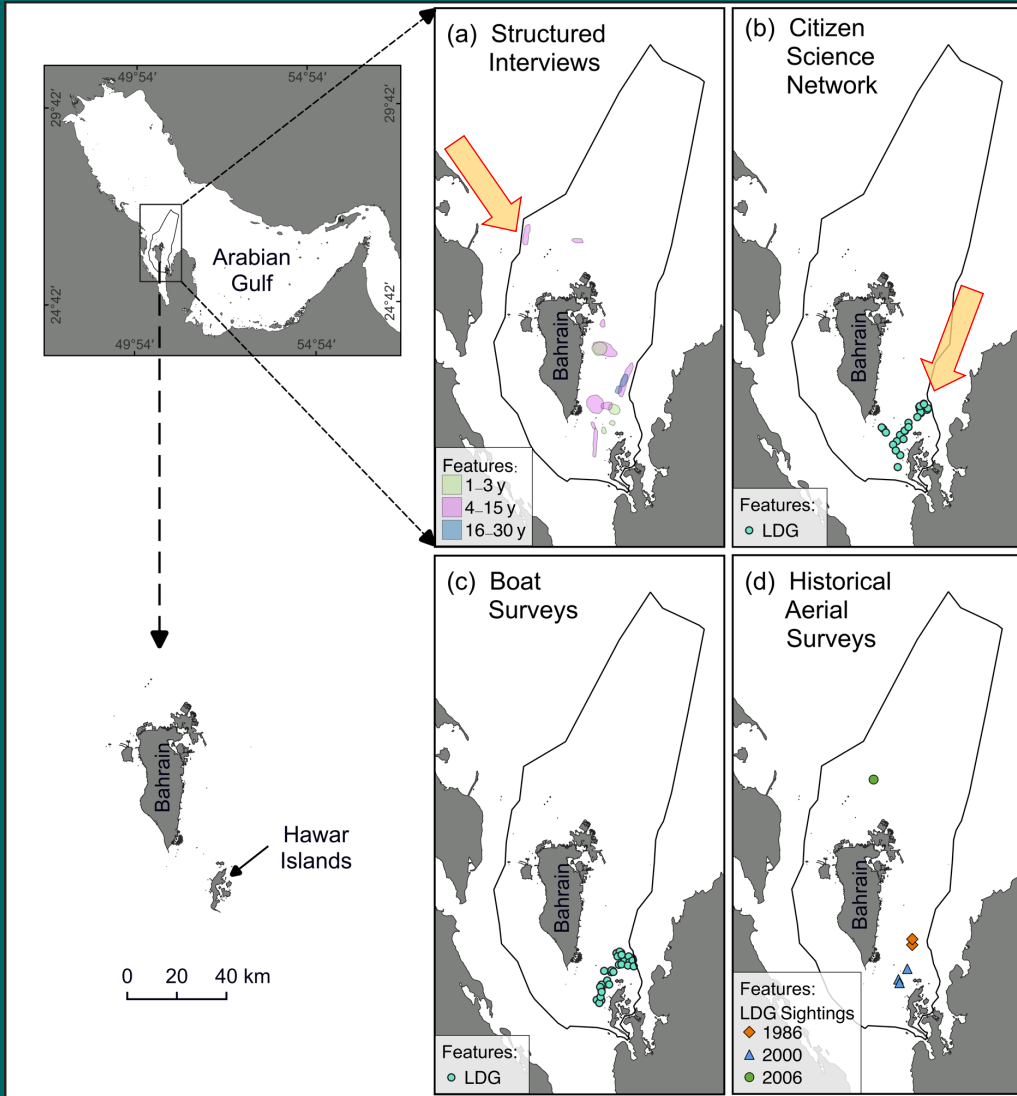 49°54′
54°54′
29°42′
29°42′
Arabian
Gulf
24°42′
24°42′
49°54′
54°54′
Bahrain
Hawar
Islands
0 20 40 km
(a) Structured
Interviews
Bahrain
Features:
1–3 y
4–15 y
16–30 y
(b) Citizen
Science
Network
Bahrain
Features:
LDG
(c) Boat
Surveys
Bahrain
Features:
LDG
(d) Historical
Aerial
Surveys
Bahrain
Features:
LDG Sightings
1986
2000
2006